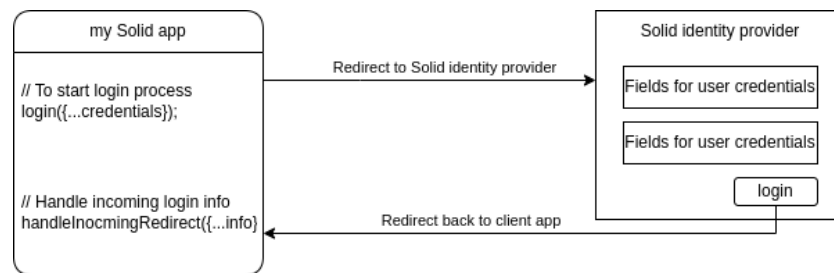 my Solid app
// To start login process
login({...credentials});
// Handle incoming login info
handleInocmingRedirect({...info}
Redirect to Solid identity provider
Redirect back to client app
Solid identity provider
Fields for user credentials
Fields for user credentials
login